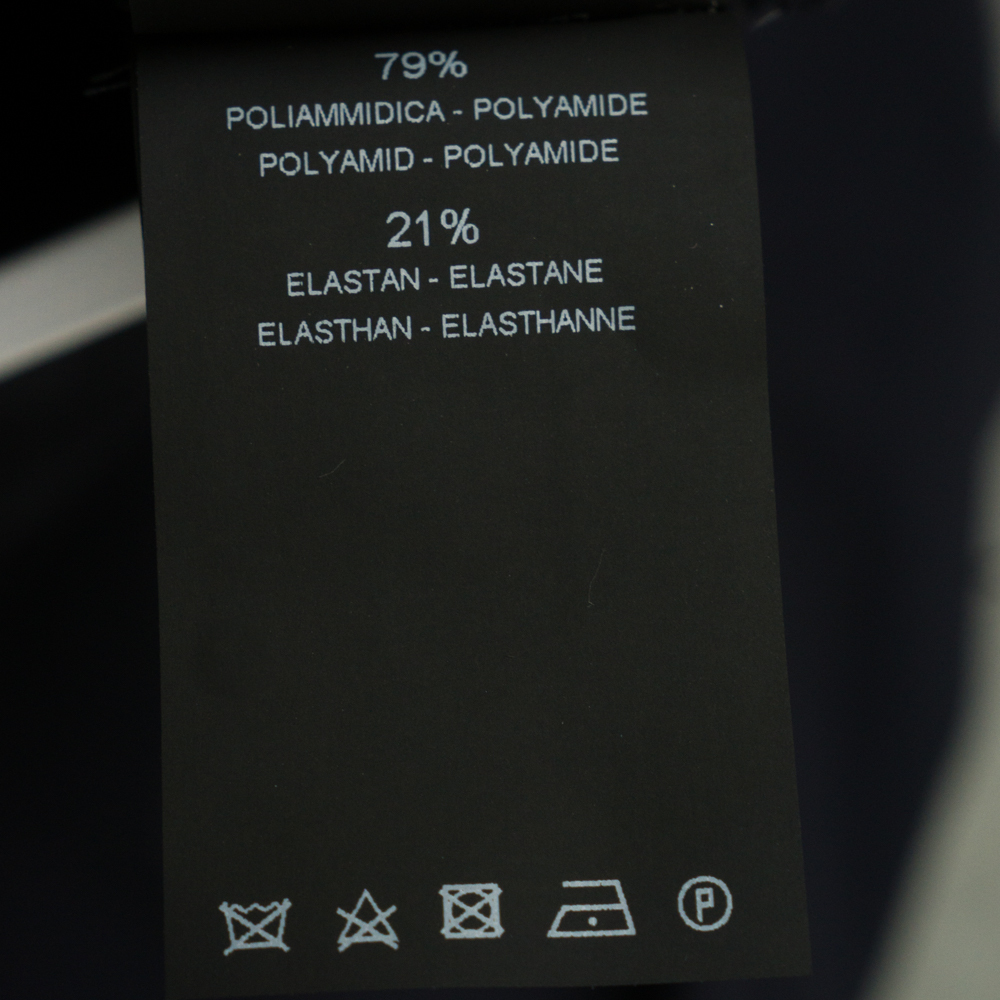 79%
POLIAMMIDICA - POLYAMIDE
POLYAMID - POLYAMIDE
21%
ELASTAN - ELASTANE
ELASTHAN - ELASTHANNE
P